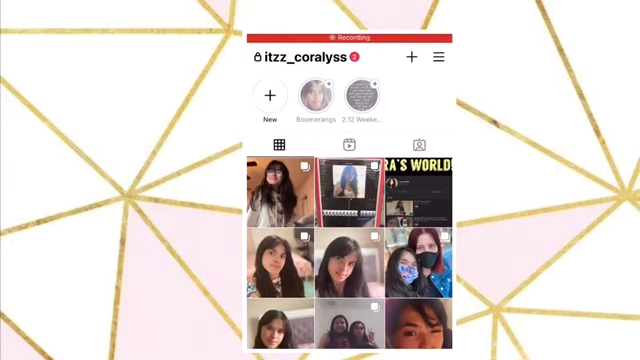 Recording
itzz_coralyss 2
New
Boomerangs
2.12 Weeke...
RA'S WORLD!